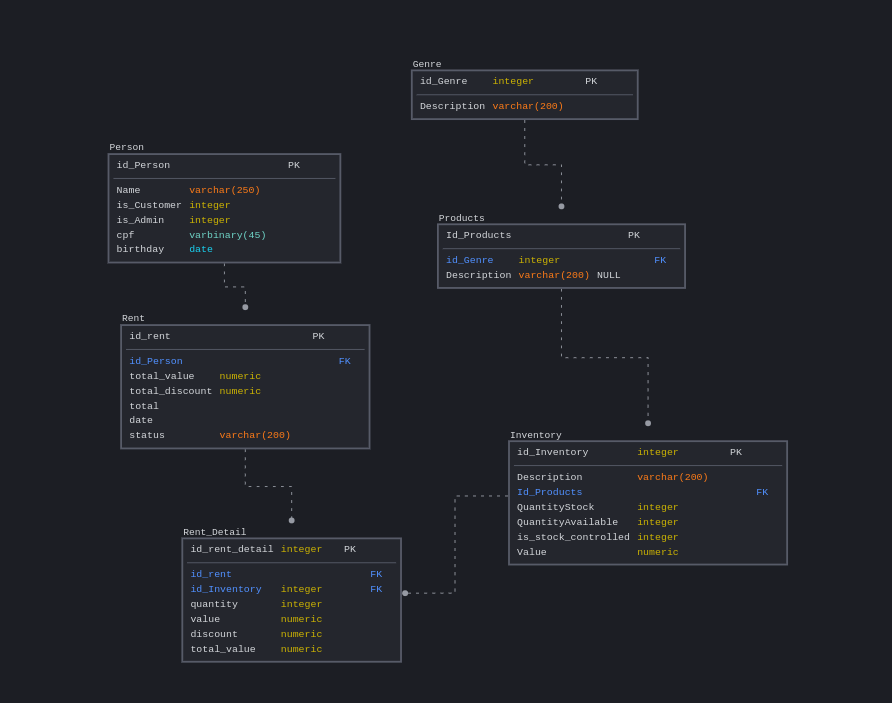 Genre
id_Genre integer PK
Description varchar(200)
Person
id_Person PK
Name varchar(250)
is_Customer integer
is_Admin integer
cpf varbinary(45)
birthday date
Products
Id_Products PK
id_Genre integer FK
Description varchar(200) NULL
Rent
id_rent PK
id_Person FK
total_value numeric
total_discount numeric
total
date
status varchar(200)
Inventory
id_Inventory integer PK
Description varchar(200)
Id_Products FK
QuantityStock integer
QuantityAvailable integer
is_stock_controlled integer
Value numeric
Rent_Detail
id_rent_detail integer PK
id_rent FK
id_Inventory integer FK
quantity integer
value numeric
discount numeric
total_value numeric